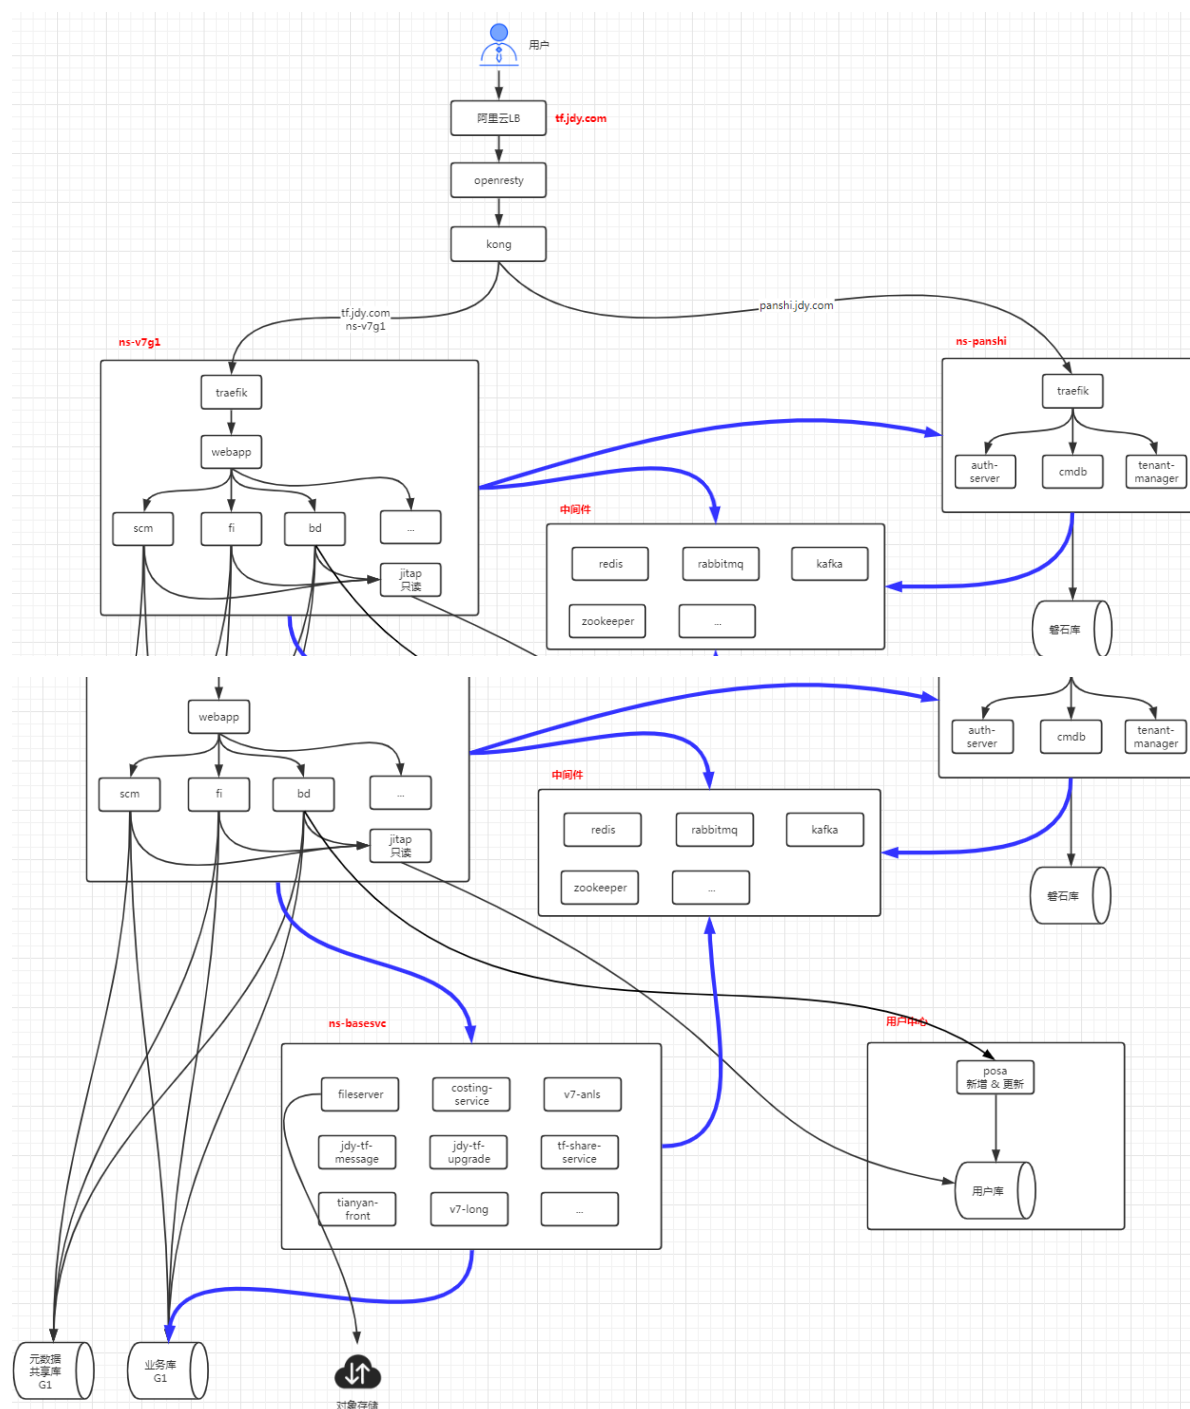 用户
阿里云LB
tf.jdy.com
openresty
kong
tf.jdy.com
ns-v7g1
panshi.jdy.com
ns-v7g1
ns-panshi
traefik
traefik
webapp
auth-
server
cmdb
tenant-
manager
scm
fi
bd
...
中间件
jitap
只读
redis
rabbitmq
kafka
zookeeper
...
磐石库
webapp
auth-
server
cmdb
tenant-
manager
scm
fi
bd
...
中间件
jitap
只读
redis
rabbitmq
kafka
zookeeper
...
磐石库
ns-basesvc
用户中心
fileserver
costing-
service
v7-anls
posa
新增 & 更新
jdy-tf-
message
jdy-tf-
upgrade
tf-share-
service
tianyan-
front
v7-long
...
用户库
元数据
共享库
G1
业务库
G1
对象存储